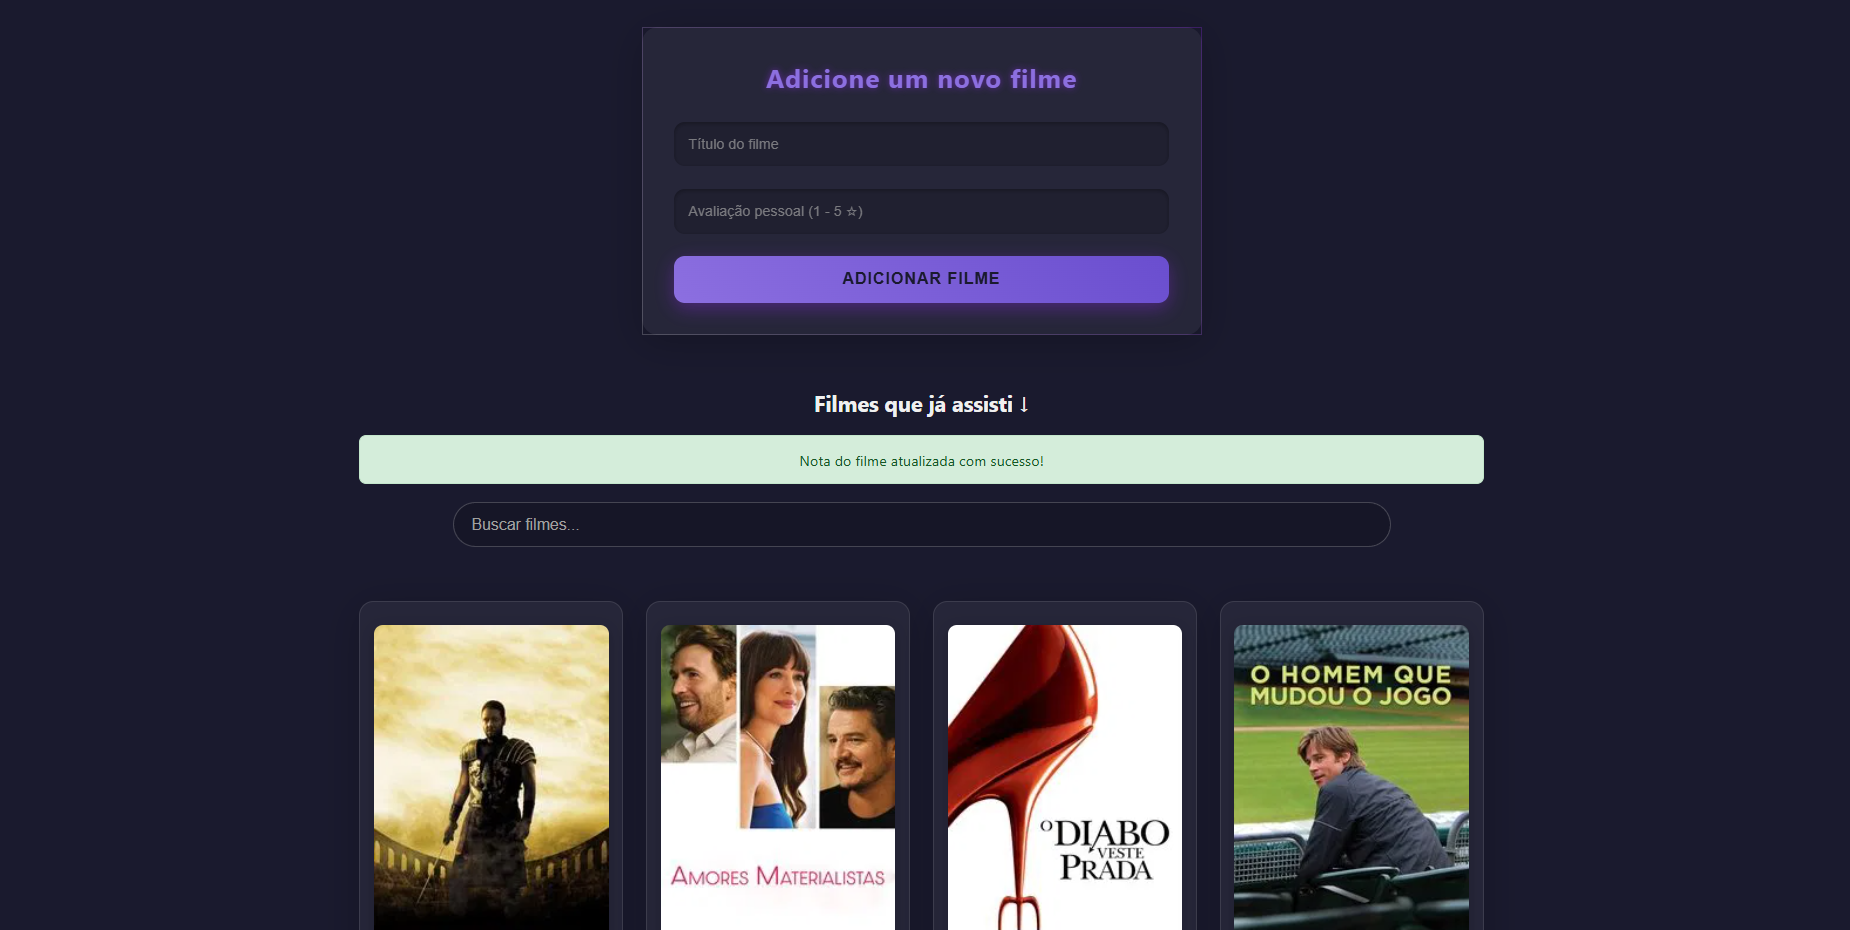 Adicione um novo filme
Título do filme
Avaliação pessoal (1 - 5 ☆)
ADICIONAR FILME
Filmes que já assisti ↓
Nota do filme atualizada com sucesso!
Buscar filmes...
AMORES MATERIALISTAS
O DIABO
VESTE
PRADA
O HOMEM QUE
MUDOU O JOGO